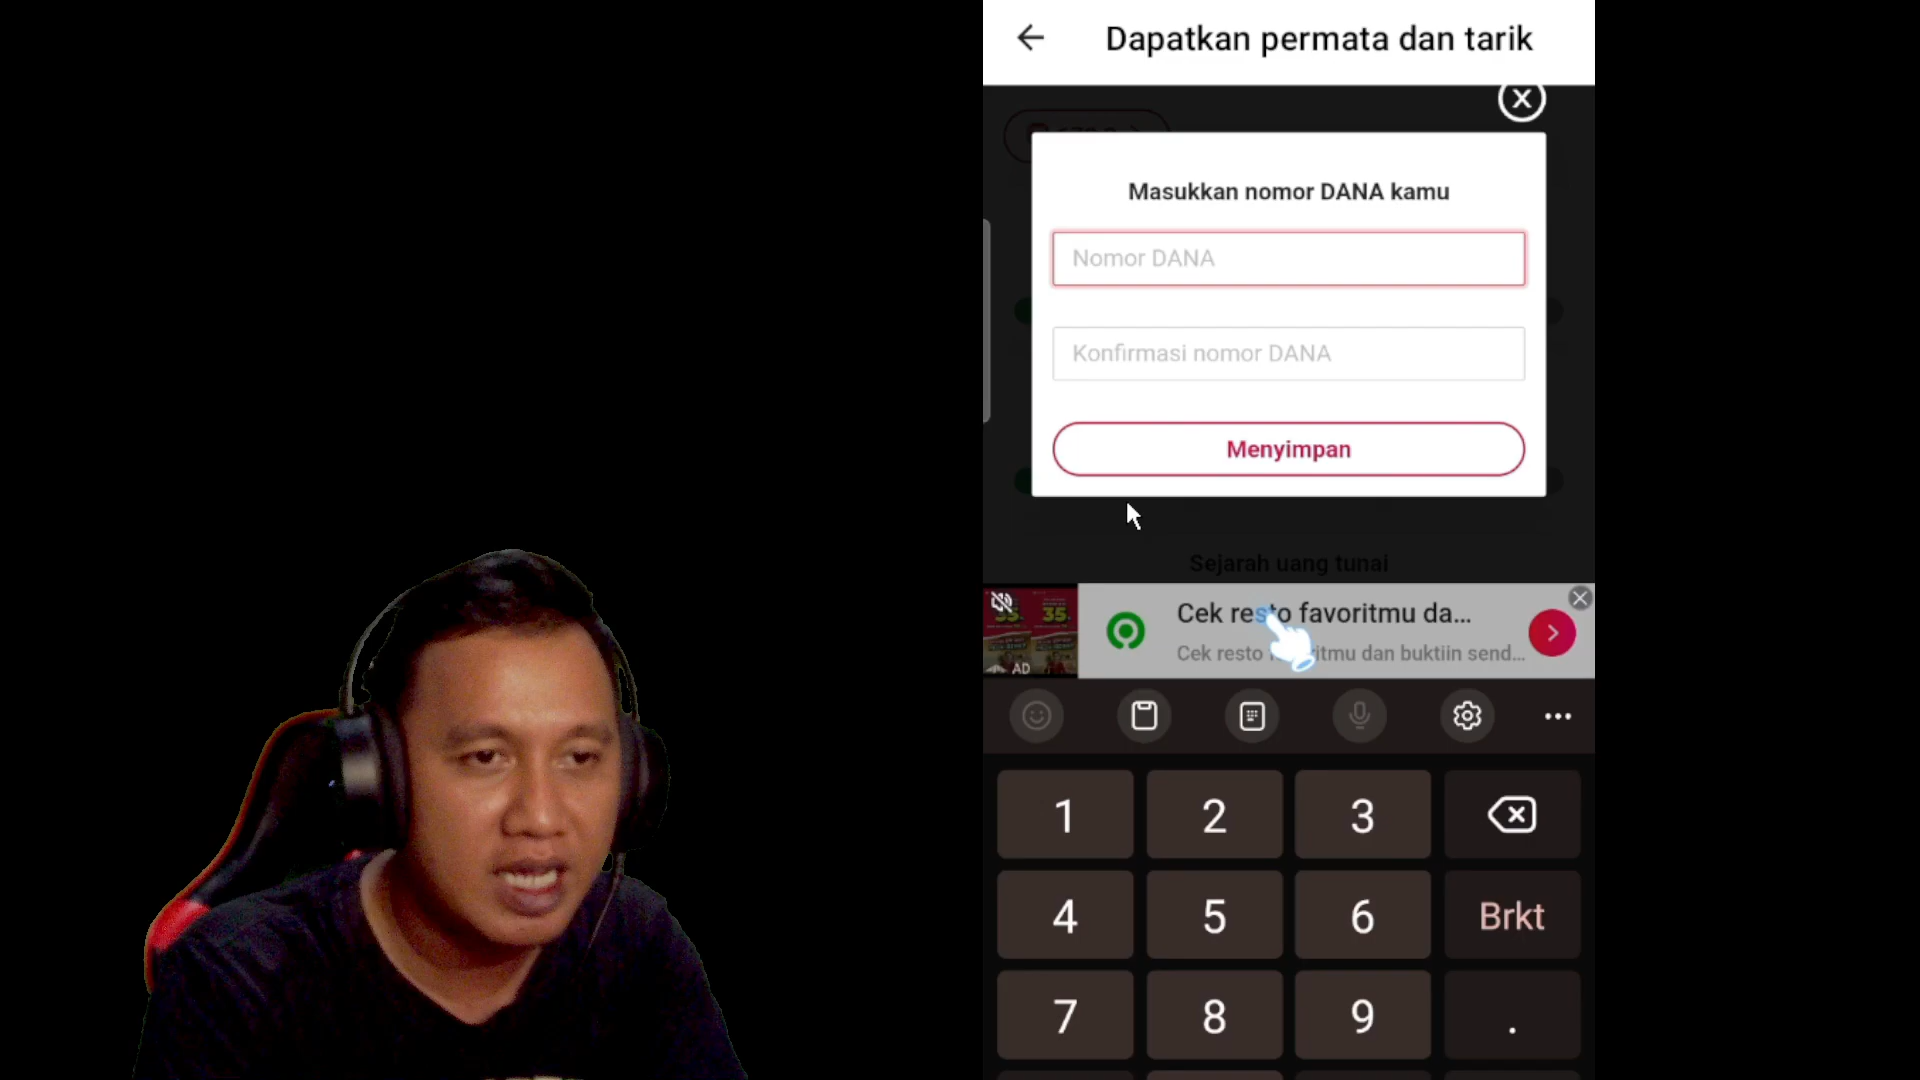 Dapatkan permata dan tarik
Masukkan nomor DANA kamu
Nomor DANA
Konfirmasi nomor DANA
Menyimpan
Sejarah uang tunai
35
35
AD
Cek resto favoritmu da...
Cek resto favoritmu dan buktiin send...
1 2 3
4 5 6 Brkt
7 8 9 .